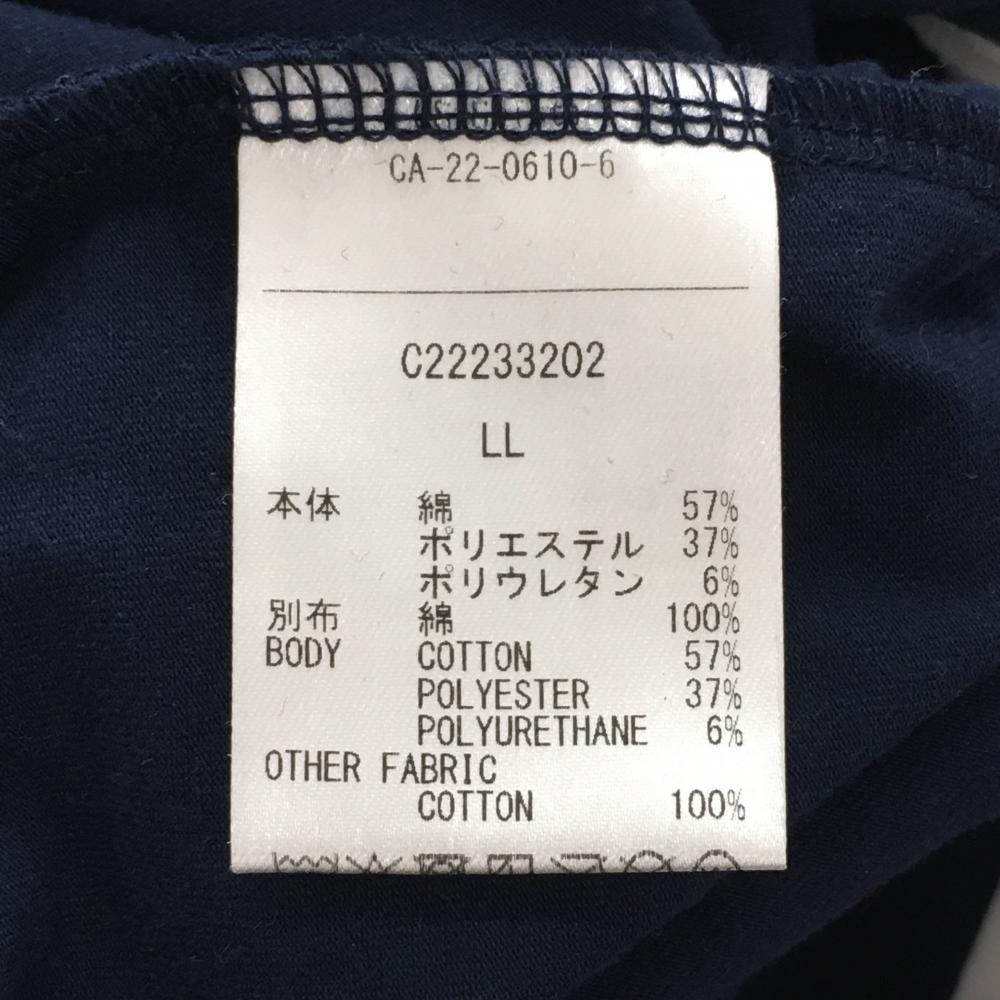 CA-22-0610-6
C22233202
LL
本体 綿 57%
ポリエステル 37%
ポリウレタン 6%
別布 綿 100%
BODY COTTON 57%
POLYESTER 37%
POLYURETHANE 6%
OTHER FABRIC
COTTON 100%